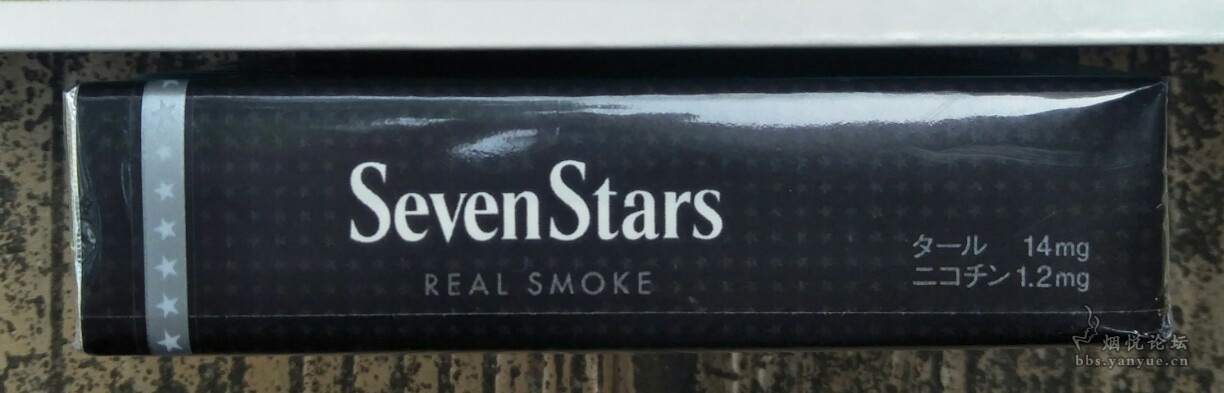 Seven Stars
REAL SMOKE
タール 14mg
ニコチン 1.2mg
烟悦论坛
bbs.yanyue.cn